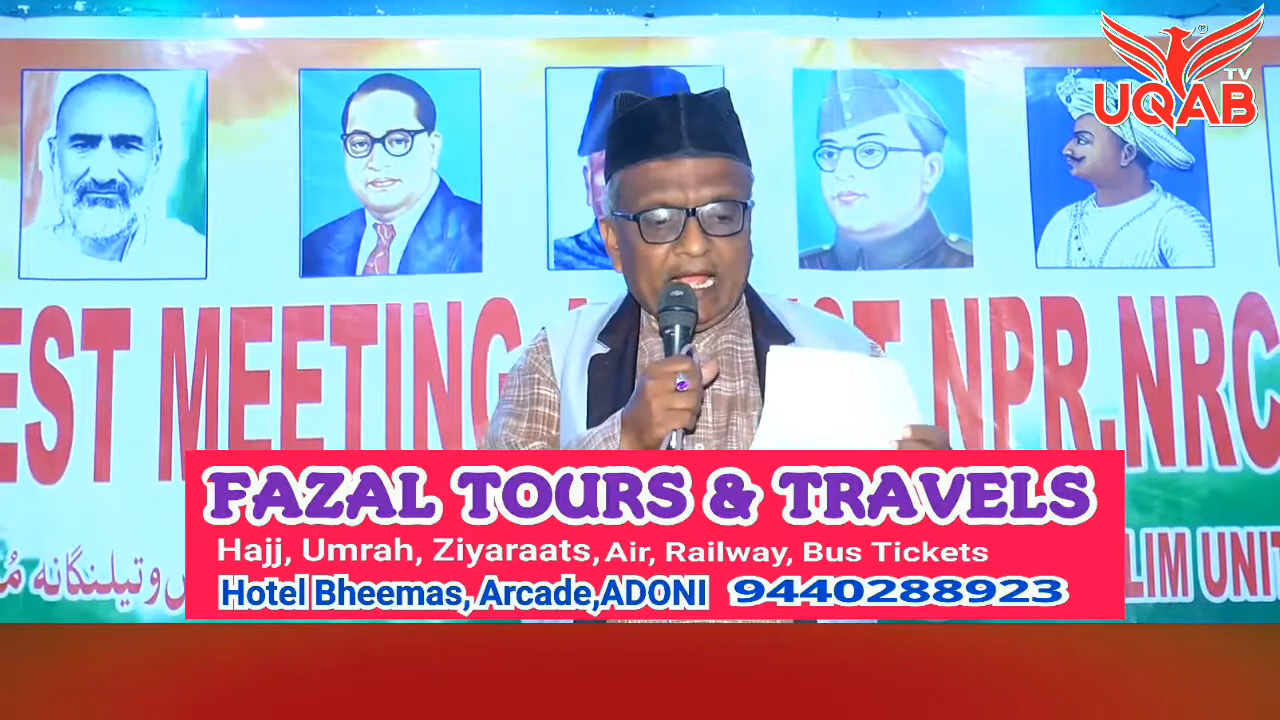 UQAB TV
®
EST MEETING NPR.NRC
FAZAL TOURS & TRAVELS
Hajj, Umrah, Ziyaraats, Air, Railway, Bus Tickets
Hotel Bheemas, Arcade,ADONI 9440288923
وتیلنگانہ LIM UNIT